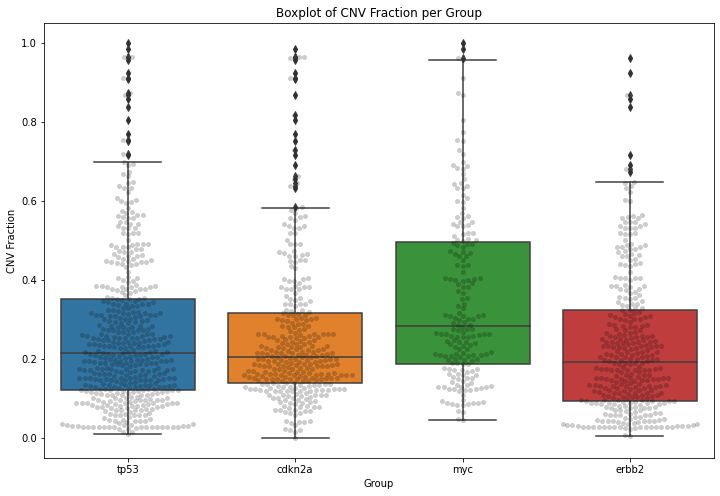 Boxplot of CNV Fraction per Group
CNV Fraction
1.0
0.8
0.6
0.4
0.2
0.0
tp53
cdkn2a
myc
erbb2
Group